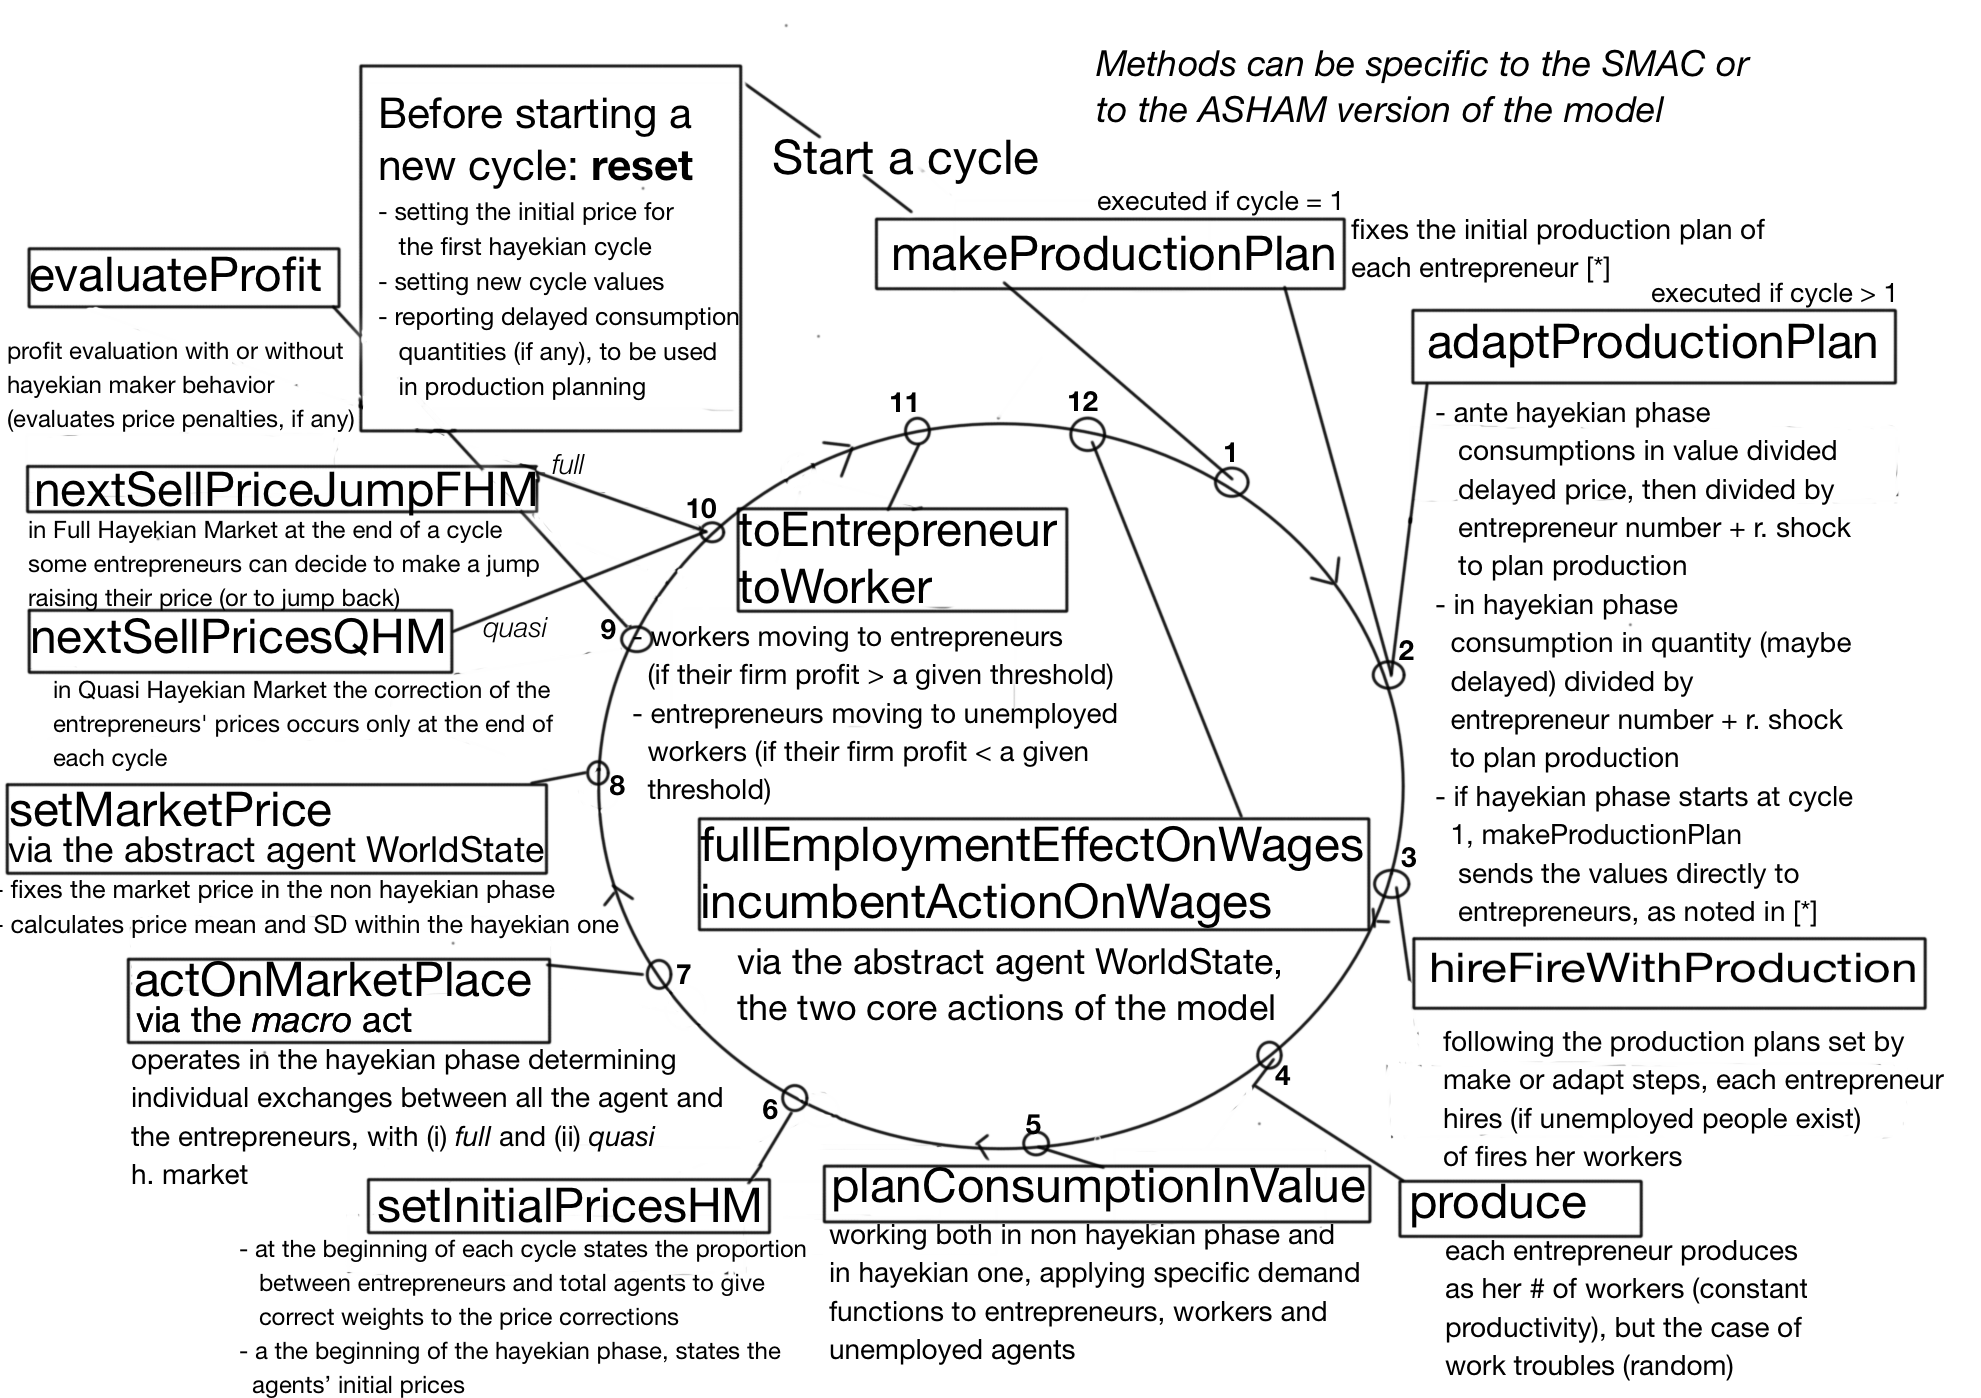 Methods can be specific to the SMAC or
to the ASHAM version of the model
Before starting a
new cycle: reset
- setting the initial price for
the first hayekian cycle
- setting new cycle values
- reporting delayed consumption
quantities (if any), to be used
in production planning
Start a cycle
executed if cycle = 1
makeProductionPlan
fixes the initial production plan of
each entrepreneur [*]
executed if cycle > 1
adaptProductionPlan
- ante hayekian phase
consumptions in value divided
delayed price, then divided by
entrepreneur number + r. shock
to plan production
- in hayekian phase
consumption in quantity (maybe
delayed) divided by
entrepreneur number + r. shock
to plan production
- if hayekian phase starts at cycle
1, makeProductionPlan
sends the values directly to
entrepreneurs, as noted in [*]
evaluateProfit
profit evaluation with or without
hayekian maker behavior
(evaluates price penalties, if any)
nextSellPriceJumpFHM
full
in Full Hayekian Market at the end of a cycle
some entrepreneurs can decide to make a jump
raising their price (or to jump back)
nextSellPricesQHM
quasi
in Quasi Hayekian Market the correction of the
entrepreneurs' prices occurs only at the end of
each cycle
11
12
1
10
9
2
8
3
7
4
6
5
toEntrepreneur
toWorker
- workers moving to entrepreneurs
(if their firm profit > a given threshold)
- entrepreneurs moving to unemployed
workers (if their firm profit < a given
threshold)
setMarketPrice
via the abstract agent WorldState
- fixes the market price in the non hayekian phase
- calculates price mean and SD within the hayekian one
fullEmploymentEffectOnWages
incumbentActionOnWages
via the abstract agent WorldState,
the two core actions of the model
hireFireWithProduction
following the production plans set by
make or adapt steps, each entrepreneur
hires (if unemployed people exist)
of fires her workers
actOnMarketPlace
via the macro act
operates in the hayekian phase determining
individual exchanges between all the agent and
the entrepreneurs, with (i) full and (ii) quasi
h. market
setInitialPricesHM
- at the beginning of each cycle states the proportion
between entrepreneurs and total agents to give
correct weights to the price corrections
- a the beginning of the hayekian phase, states the
agents’ initial prices
planConsumptionInValue
working both in non hayekian phase and
in hayekian one, applying specific demand
functions to entrepreneurs, workers and
unemployed agents
produce
each entrepreneur produces
as her # of workers (constant
productivity), but the case of
work troubles (random)